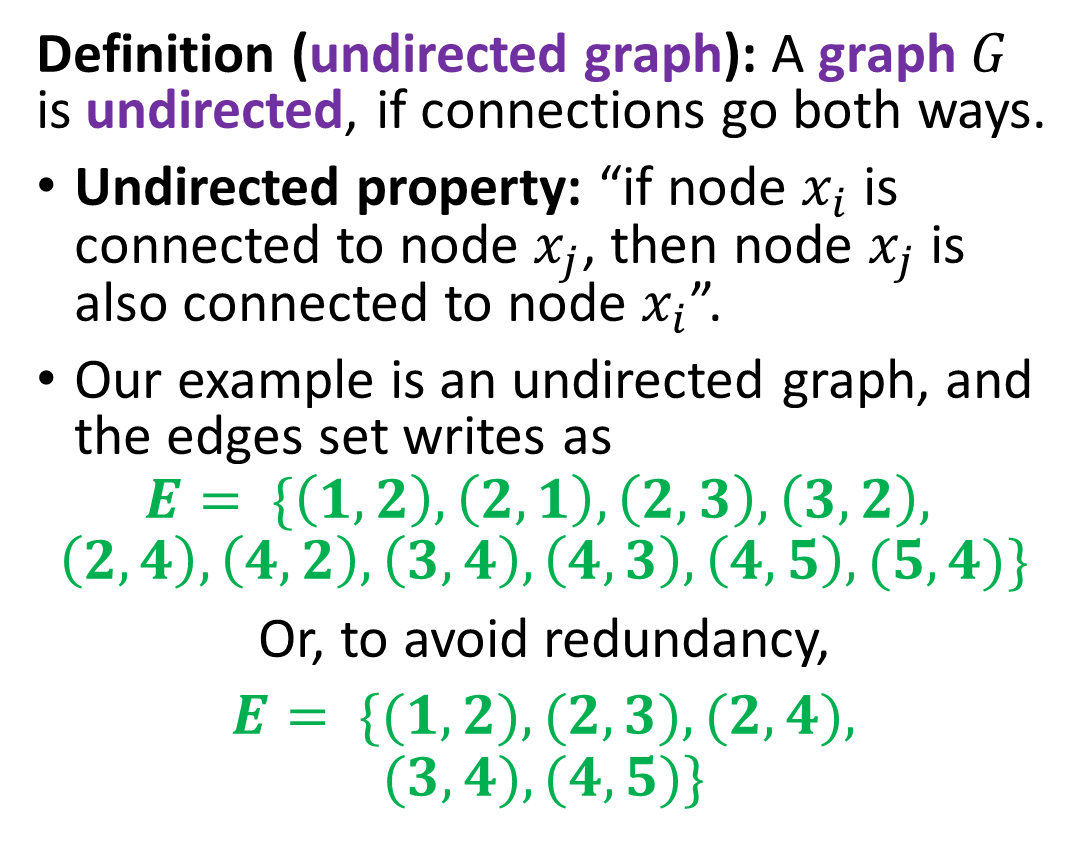 Definition (undirected graph): A graph G
is undirected, if connections go both ways.
• Undirected property: “if node xᵢ is
connected to node xⱼ, then node xⱼ is
also connected to node xᵢ”.
• Our example is an undirected graph, and
the edges set writes as
E = {(1, 2), (2, 1), (2, 3), (3, 2),
(2, 4), (4, 2), (3, 4), (4, 3), (4, 5), (5, 4)}
Or, to avoid redundancy,
E = {(1, 2), (2, 3), (2, 4),
(3, 4), (4, 5)}